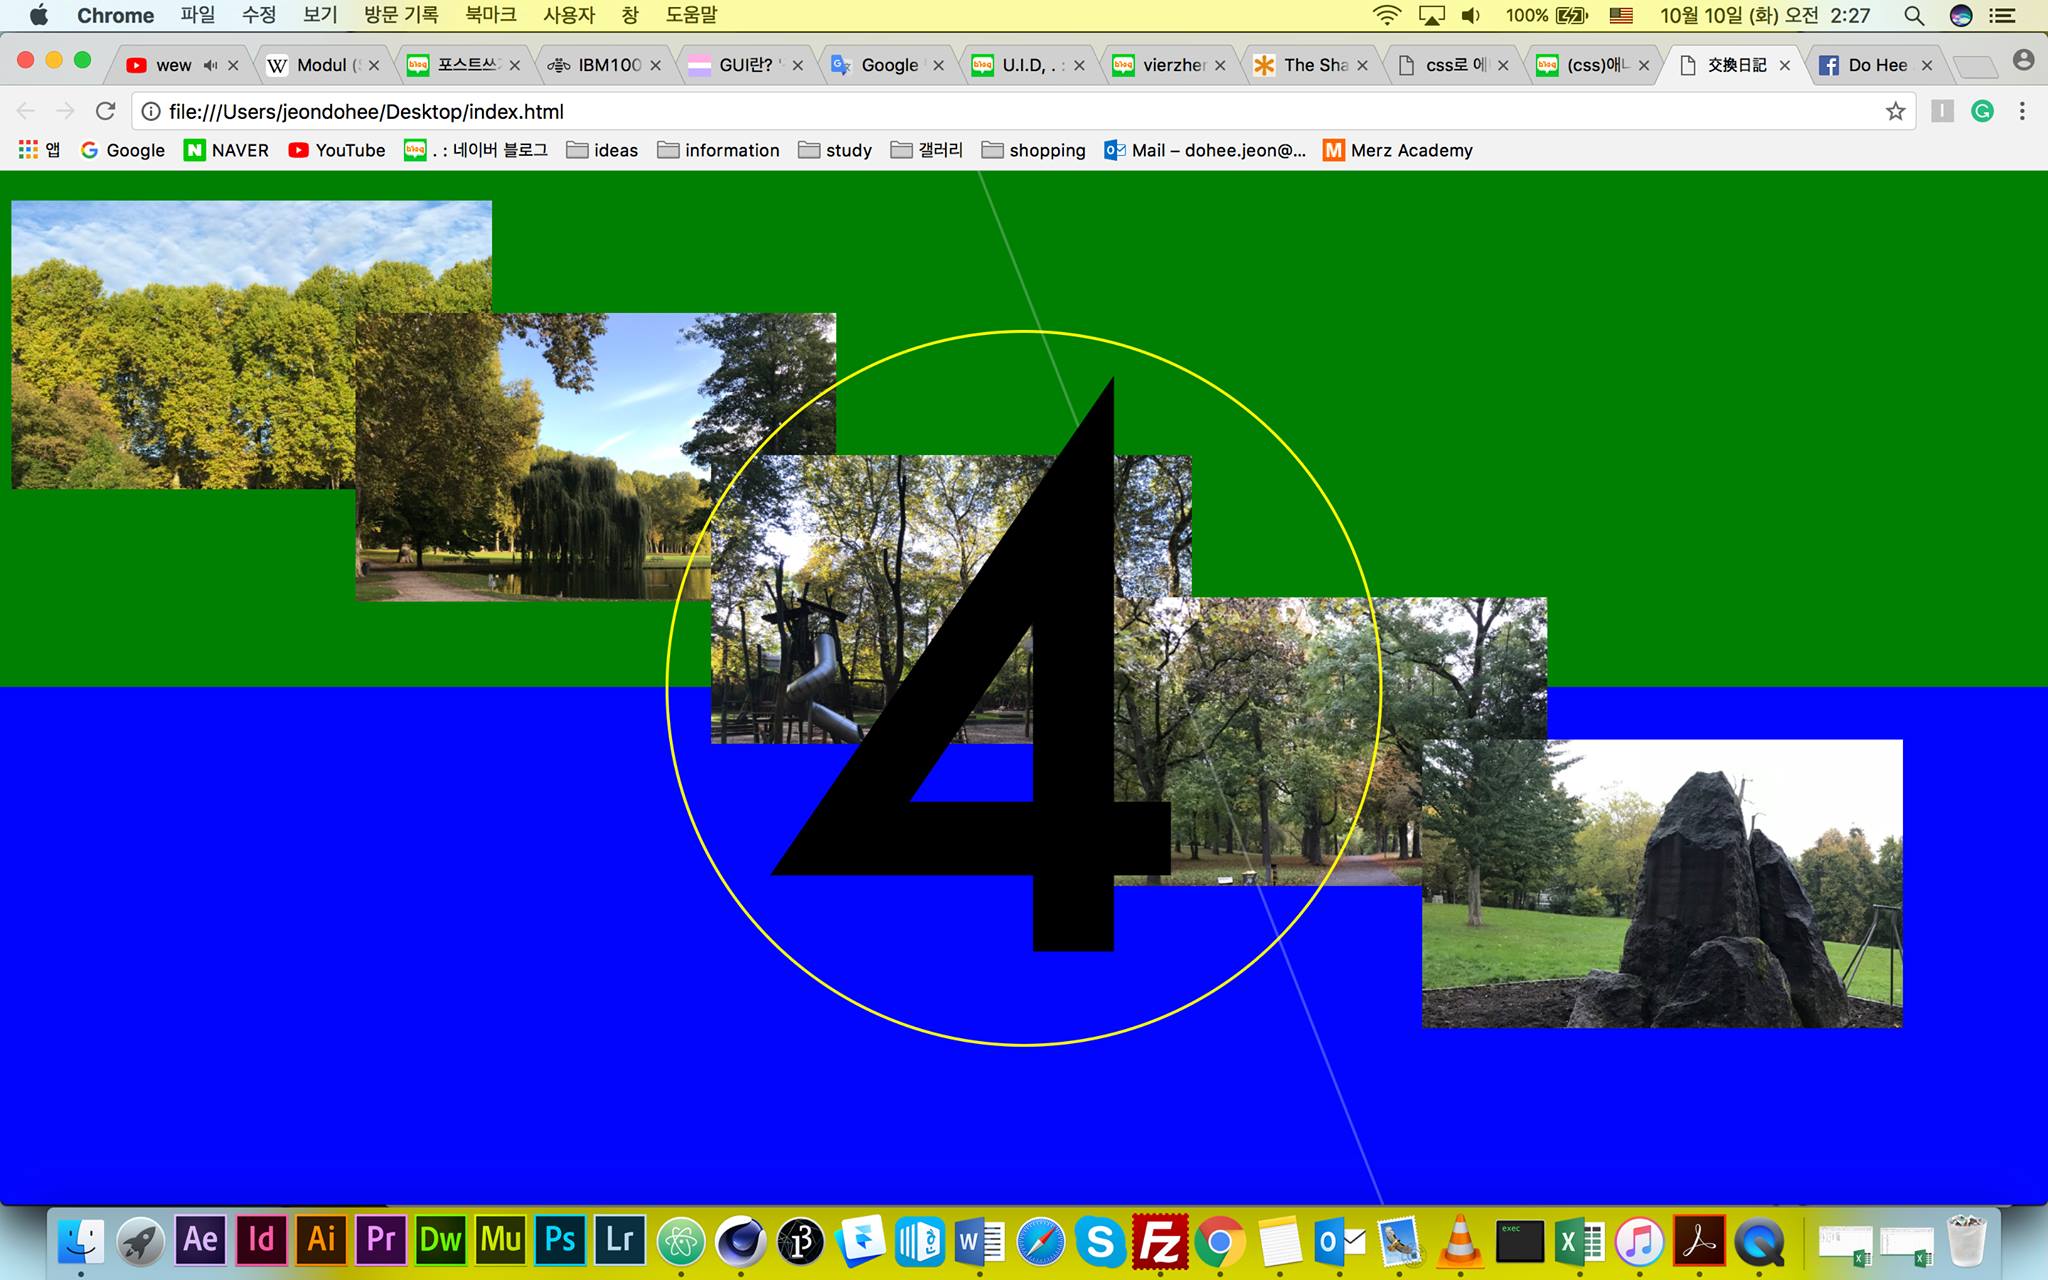 Chrome 파일 수정 보기 방문 기록 북마크 사용자 창 도움말 100% 10월 10일 (화) 오전 2:27
wew Modul ( 포스트쓰 IBM100 GUI란? Google U.I.D, . vierzher The Sha css로 에 (css)애 交換日記 Do Hee
file:///Users/jeondohee/Desktop/index.html
앱 Google NAVER YouTube . : 네이버 블로그 ideas information study 갤러리 shopping Mail – dohee.jeon@... Merz Academy
4
Ae Id Ai Pr Dw Mu Ps Lr W S Fz O exec X